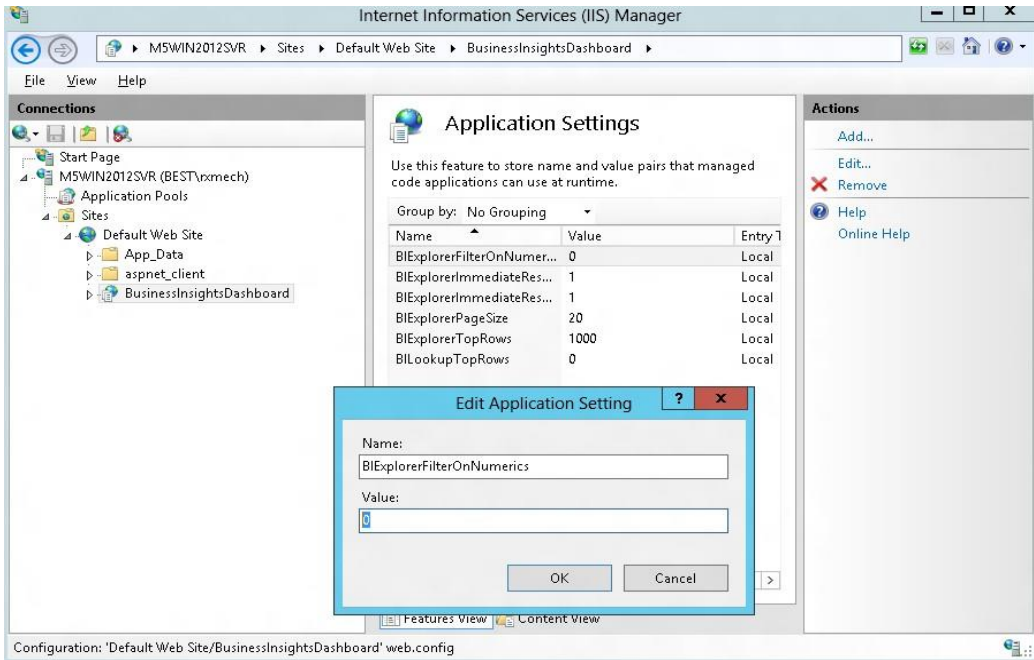 Internet Information Services (IIS) Manager
M5WIN2012SVR Sites Default Web Site BusinessInsightsDashboard
File View Help
Connections
Start Page
M5WIN2012SVR (BEST\rxmech)
Application Pools
Sites
Default Web Site
App_Data
aspnet_client
BusinessInsightsDashboard
Application Settings
Use this feature to store name and value pairs that managed
code applications can use at runtime.
Group by: No Grouping
Name Value Entry T
BIExplorerFilterOnNumer... 0 Local
BIExplorerImmediateRes... 1 Local
BIExplorerImmediateRes... 1 Local
BIExplorerPageSize 20 Local
BIExplorerTopRows 1000 Local
BILookupTopRows 0 Local
Edit Application Setting ? x
Name:
BIExplorerFilterOnNumerics
Value:
0
OK Cancel
Features View Content View
Actions
Add...
Edit...
Remove
Help
Online Help
Configuration: 'Default Web Site/BusinessInsightsDashboard' web.config